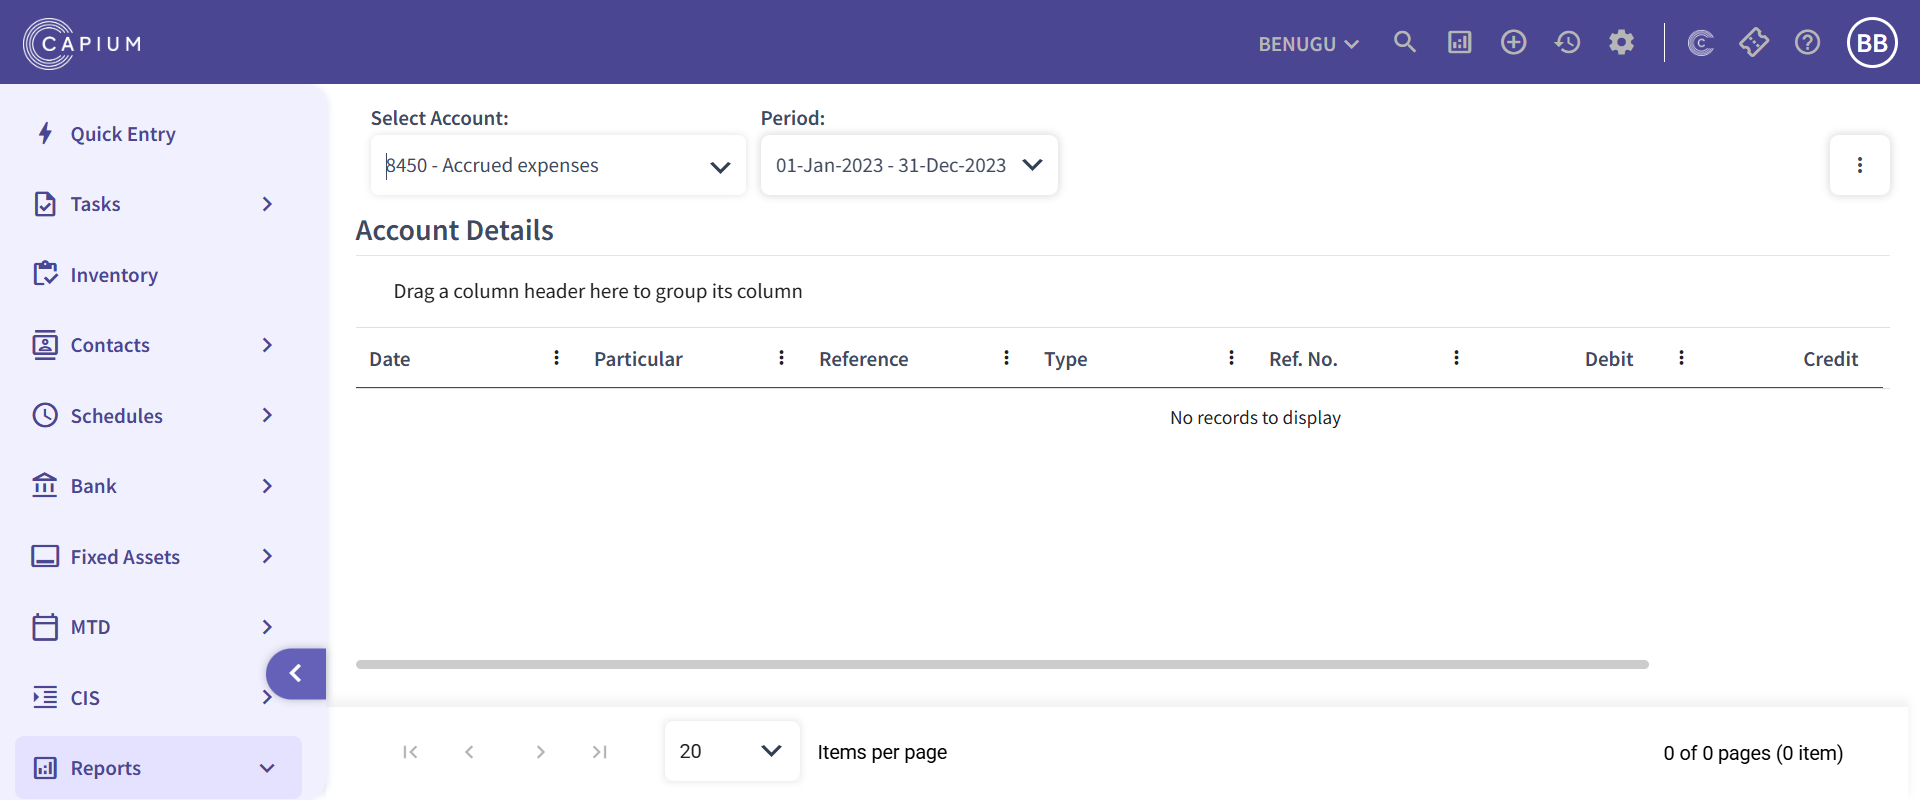 CAPIUM
BENUGU
BB
Quick Entry
Tasks
Inventory
Contacts
Schedules
Bank
Fixed Assets
MTD
CIS
Reports
Select Account:
Period:
8450 - Accrued expenses
01-Jan-2023 - 31-Dec-2023
Account Details
Drag a column header here to group its column
Date Particular Reference Type Ref. No. Debit Credit
No records to display
20 Items per page
0 of 0 pages (0 item)